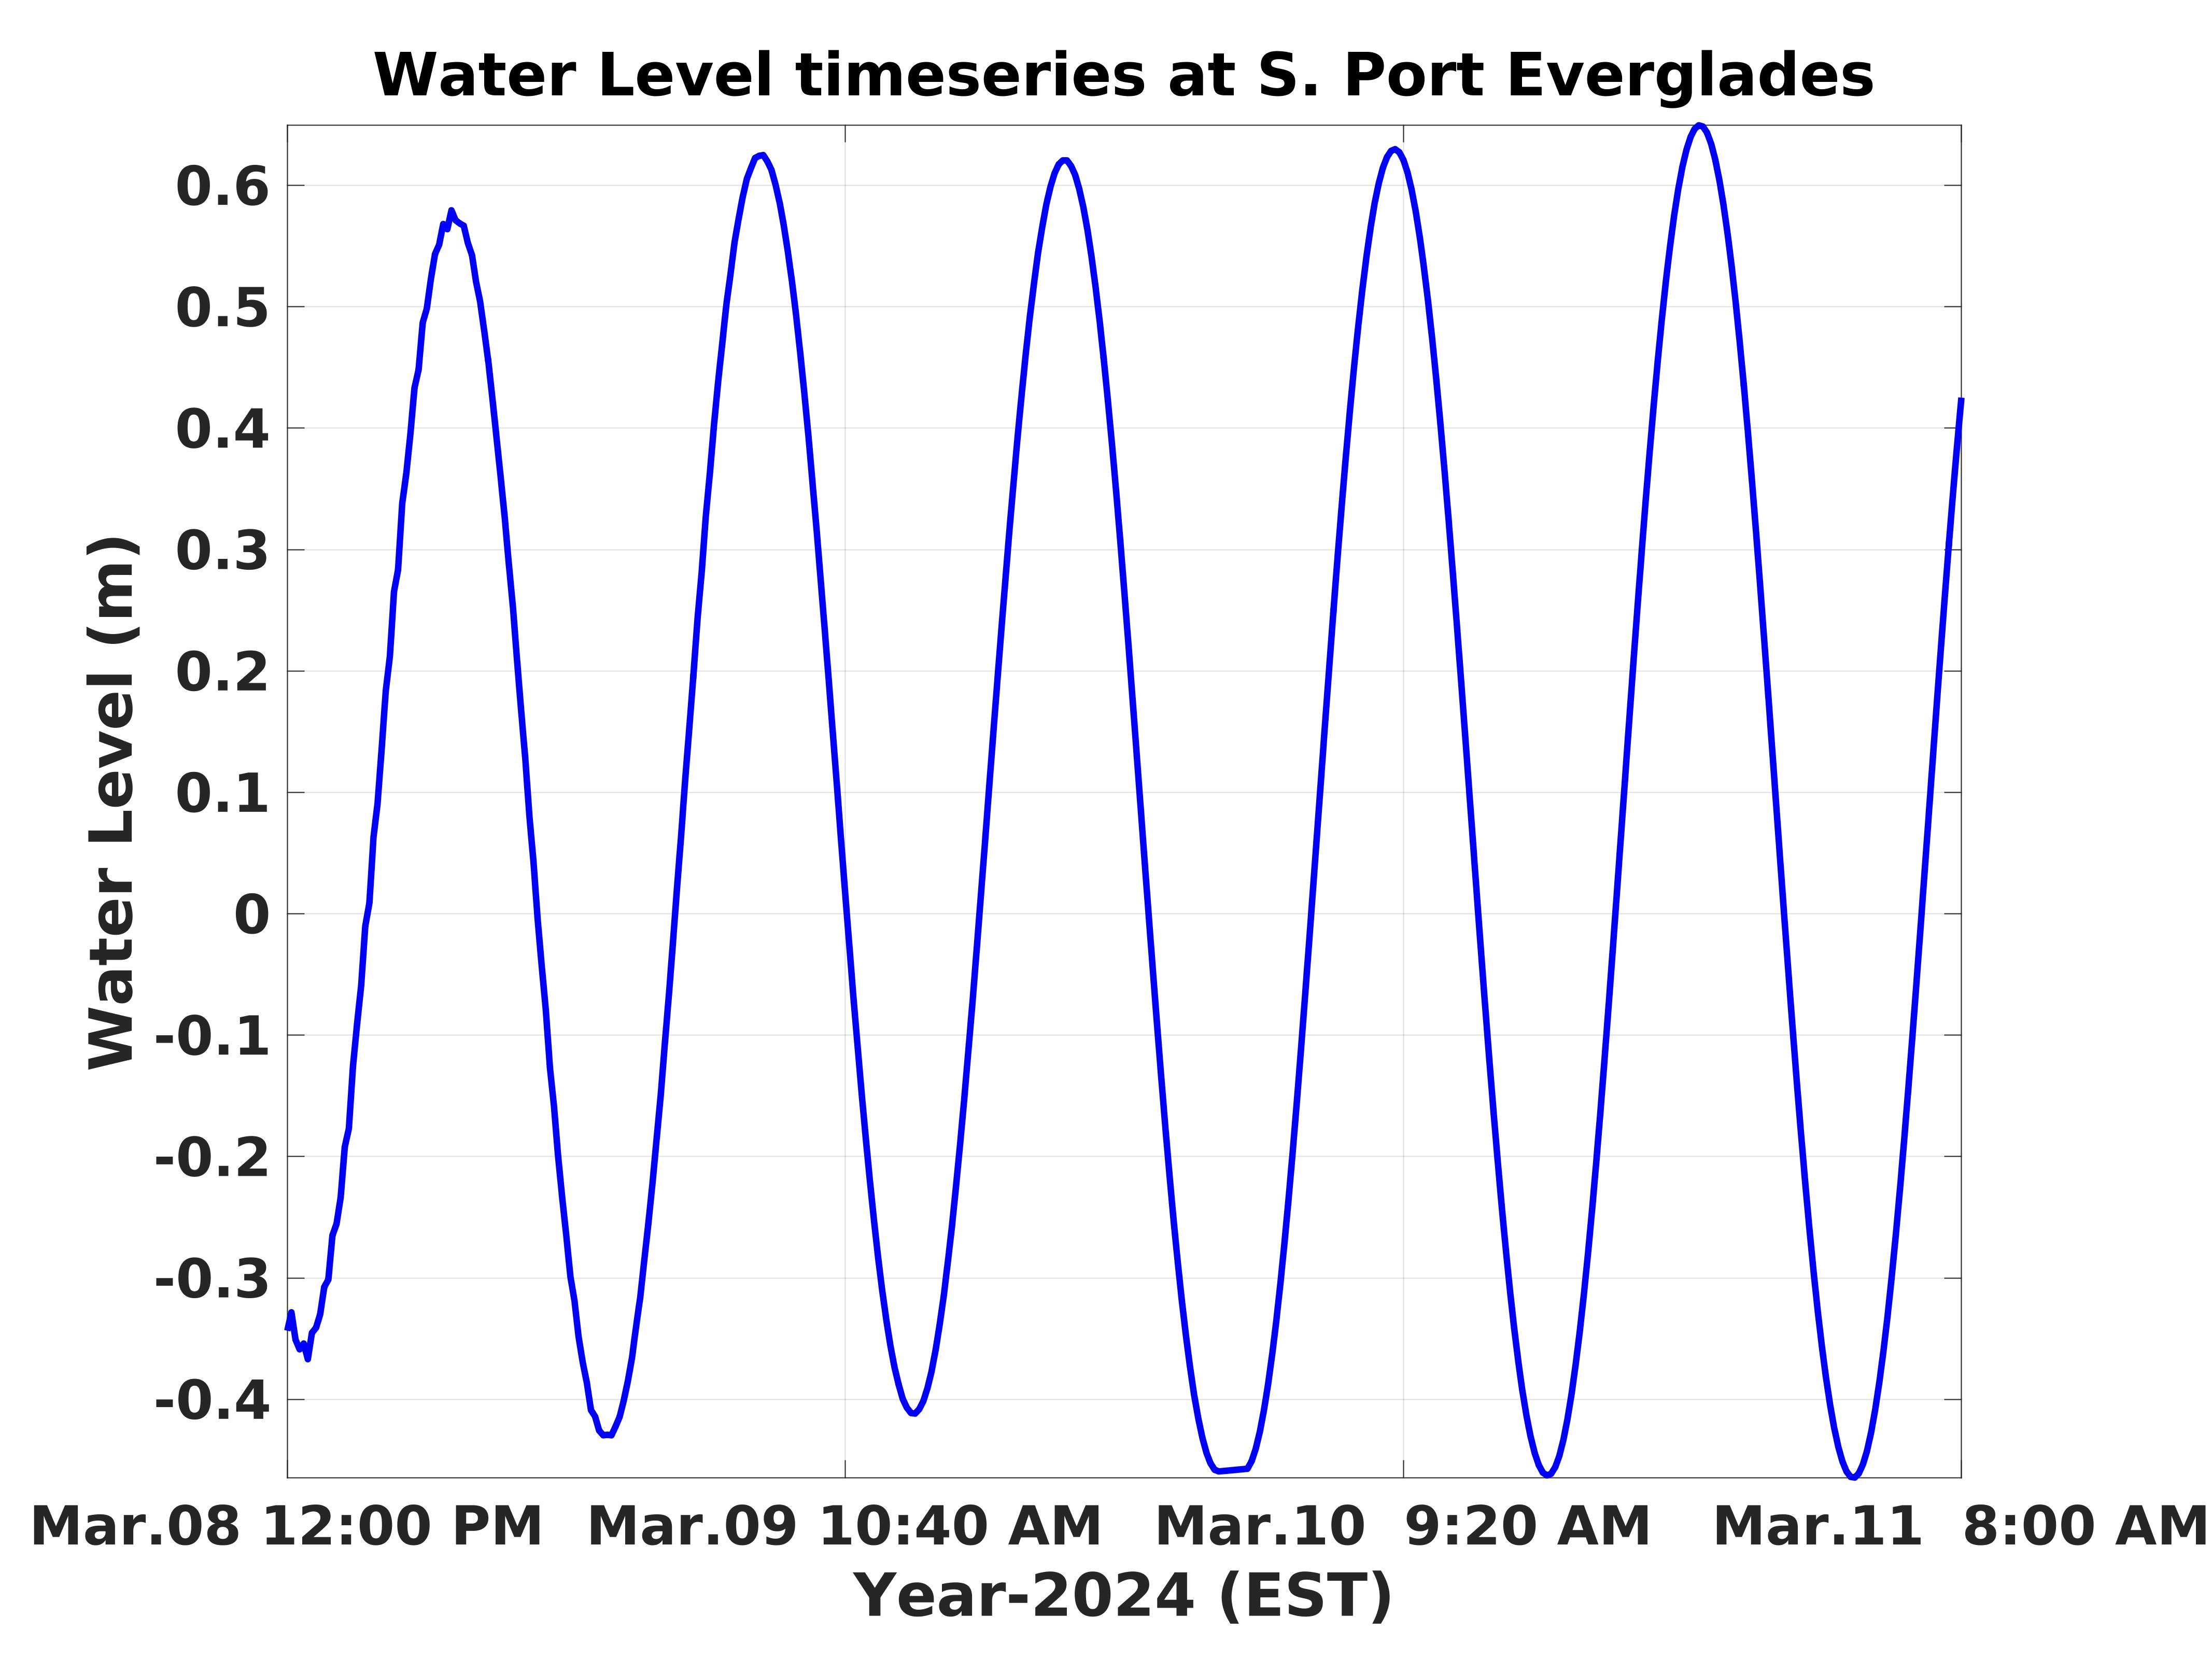 Water Level timeseries at S. Port Everglades
0.6
0.5
0.4
0.3
0.2
0.1
0
-0.1
-0.2
-0.3
-0.4
Water Level (m)
Mar.08 12:00 PM Mar.09 10:40 AM Mar.10 9:20 AM Mar.11 8:00 AM
Year-2024 (EST)